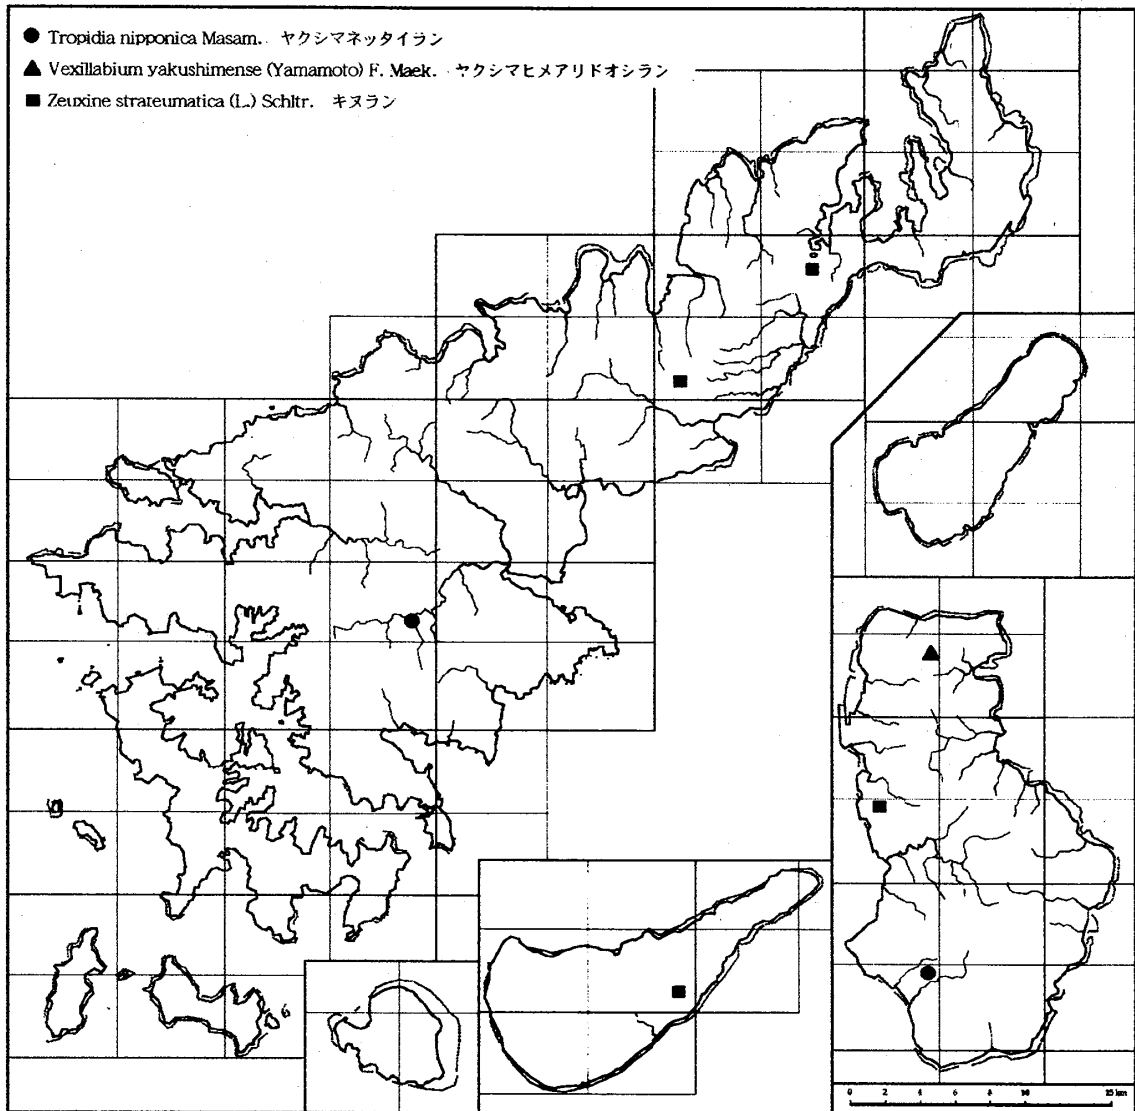 ● Tropidia nipponica Masam. ヤクシマネッタイラン
▲ Vexillabium yakushimense (Yamamoto) F. Maek. ヤクシマヒメアリドオシラン
■ Zeuxine strateumatica (L.) Schltr. キヌラン
0 2 4 6 8 10 15 km